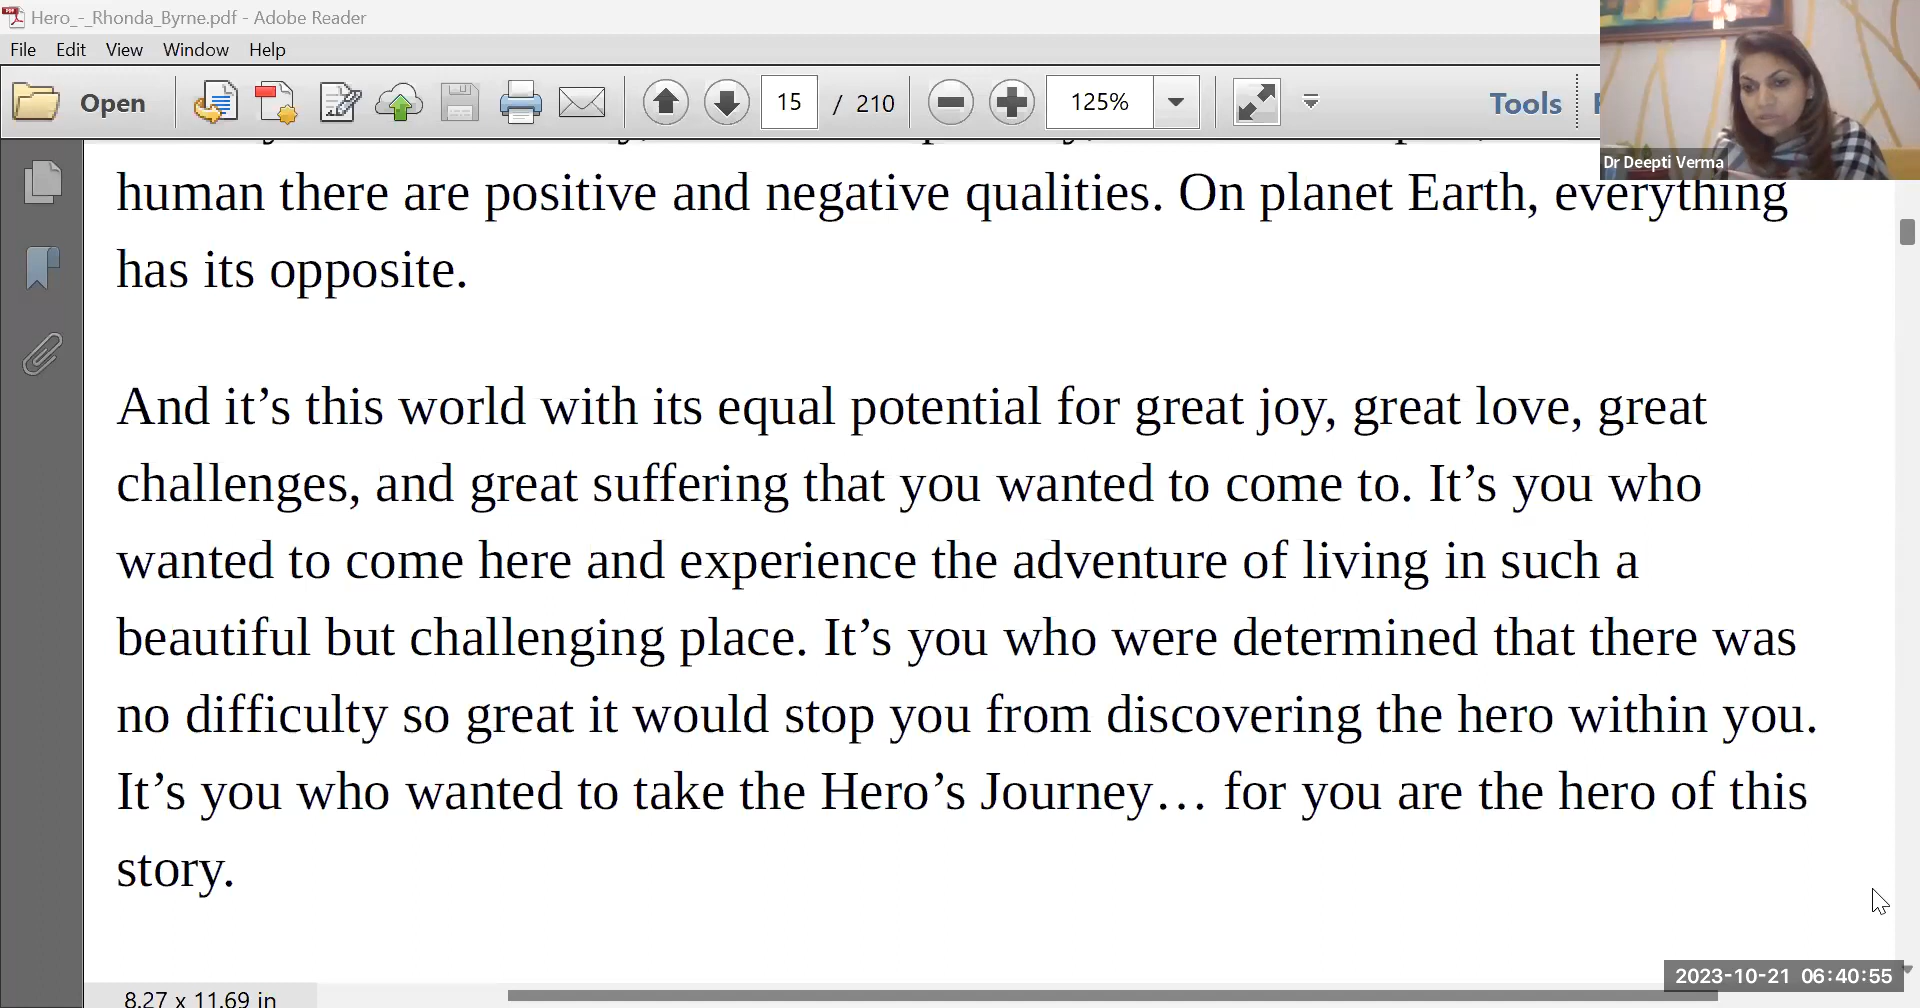 Hero_-_Rhonda_Byrne.pdf - Adobe Reader
File Edit View Window Help
Open 15 / 210 125% Tools
Dr Deepti Verma
human there are positive and negative qualities. On planet Earth, everything
has its opposite.
And it’s this world with its equal potential for great joy, great love, great
challenges, and great suffering that you wanted to come to. It’s you who
wanted to come here and experience the adventure of living in such a
beautiful but challenging place. It’s you who were determined that there was
no difficulty so great it would stop you from discovering the hero within you.
It’s you who wanted to take the Hero’s Journey… for you are the hero of this
story.
2023-10-21 06:40:55
8.27 x 11.69 in